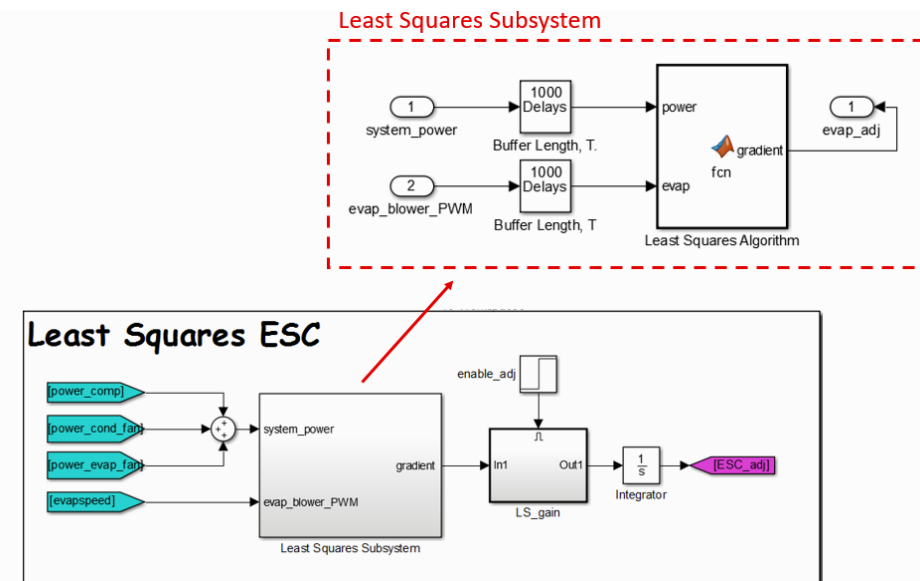 Least Squares Subsystem
1
system_power
1000
Delays
Buffer Length, T.
power
2
evap_blower_PWM
1000
Delays
Buffer Length, T
evap
fcn
gradient
Least Squares Algorithm
1
evap_adj
Least Squares ESC
[power_comp]
[power_cond_fan]
[power_evap_fan]
[evapspeed]
+
+
+
system_power
evap_blower_PWM
gradient
Least Squares Subsystem
enable_adj
In1
Out1
LS_gain
1
s
Integrator
[ESC_adj]